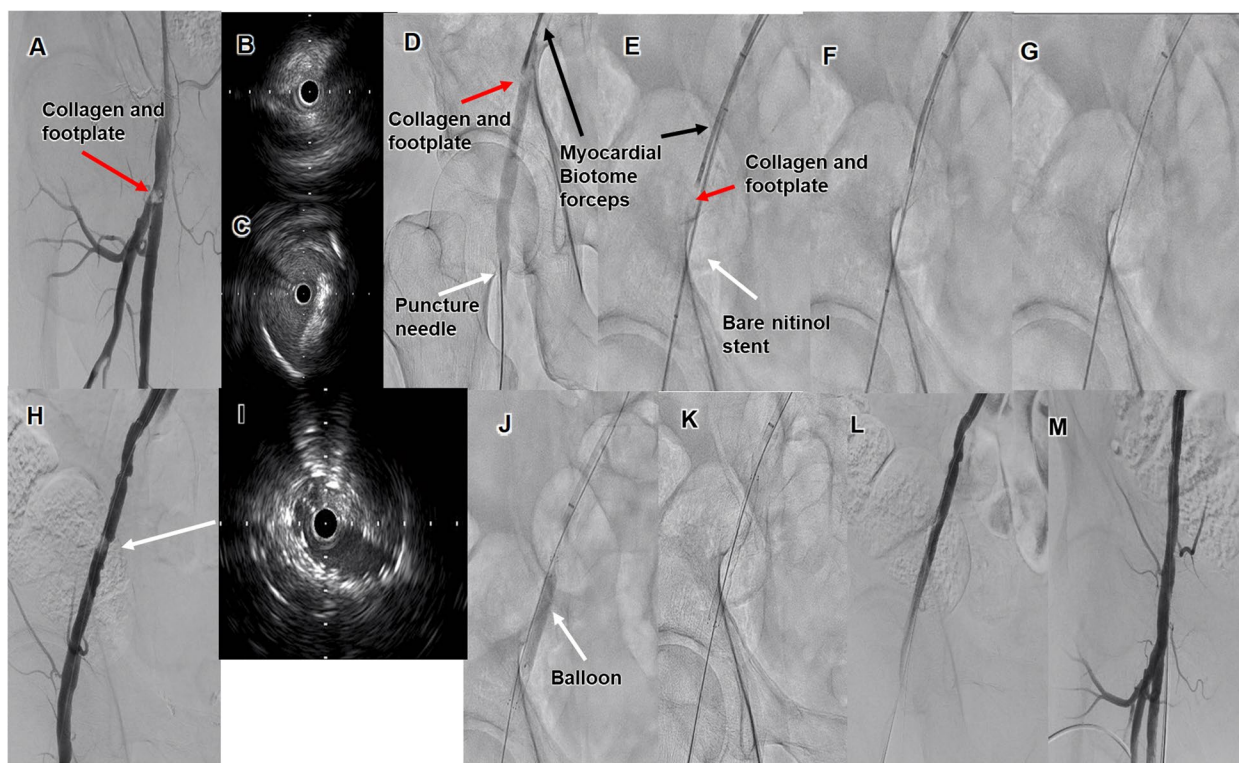 A
Collagen and
footplate
B
C
D
Collagen and
footplate
Puncture
needle
E
Myocardial
Biotome
forceps
Collagen and
footplate
Bare nitinol
stent
F
G
H
I
J
Balloon
K
L
M